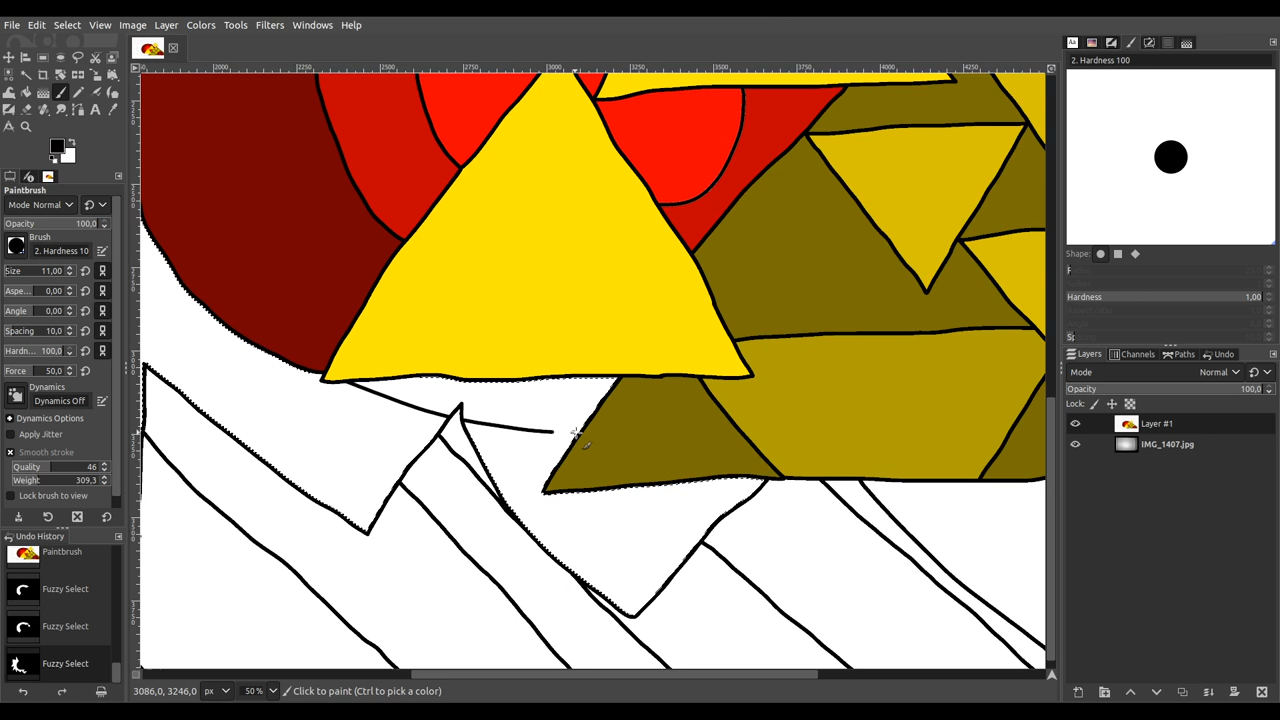 File Edit Select View Image Layer Colors Tools Filters Windows Help
2000 2250 2500 2750 3000 3250 3500 3750 4000 4250
2. Hardness 100
Paintbrush
Mode Normal
Opacity 100,0
Brush
2. Hardness 10
Size 11,00
Aspe... 0,00
Angle 0,00
Spacing 10,0
Hardn... 100,0
Force 50,0
Dynamics
Dynamics Off
Dynamics Options
Apply Jitter
Smooth stroke
Quality 46
Weight 309,3
Lock brush to view
Undo History
Paintbrush
Fuzzy Select
Fuzzy Select
Fuzzy Select
3086,0, 3246,0 px 50 % Click to paint (Ctrl to pick a color)
Shape:
Hardness 1,00
Layers Channels Paths Undo
Mode Normal
Opacity 100,0
Lock:
Layer #1
IMG_1407.jpg